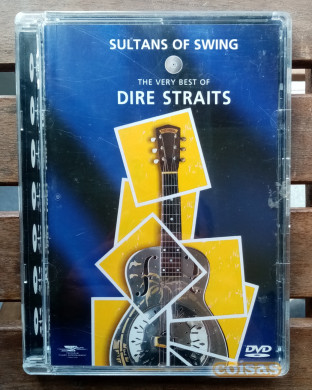 SULTANS OF SWING
THE VERY BEST OF
DIRE STRAITS
DVD
coisas